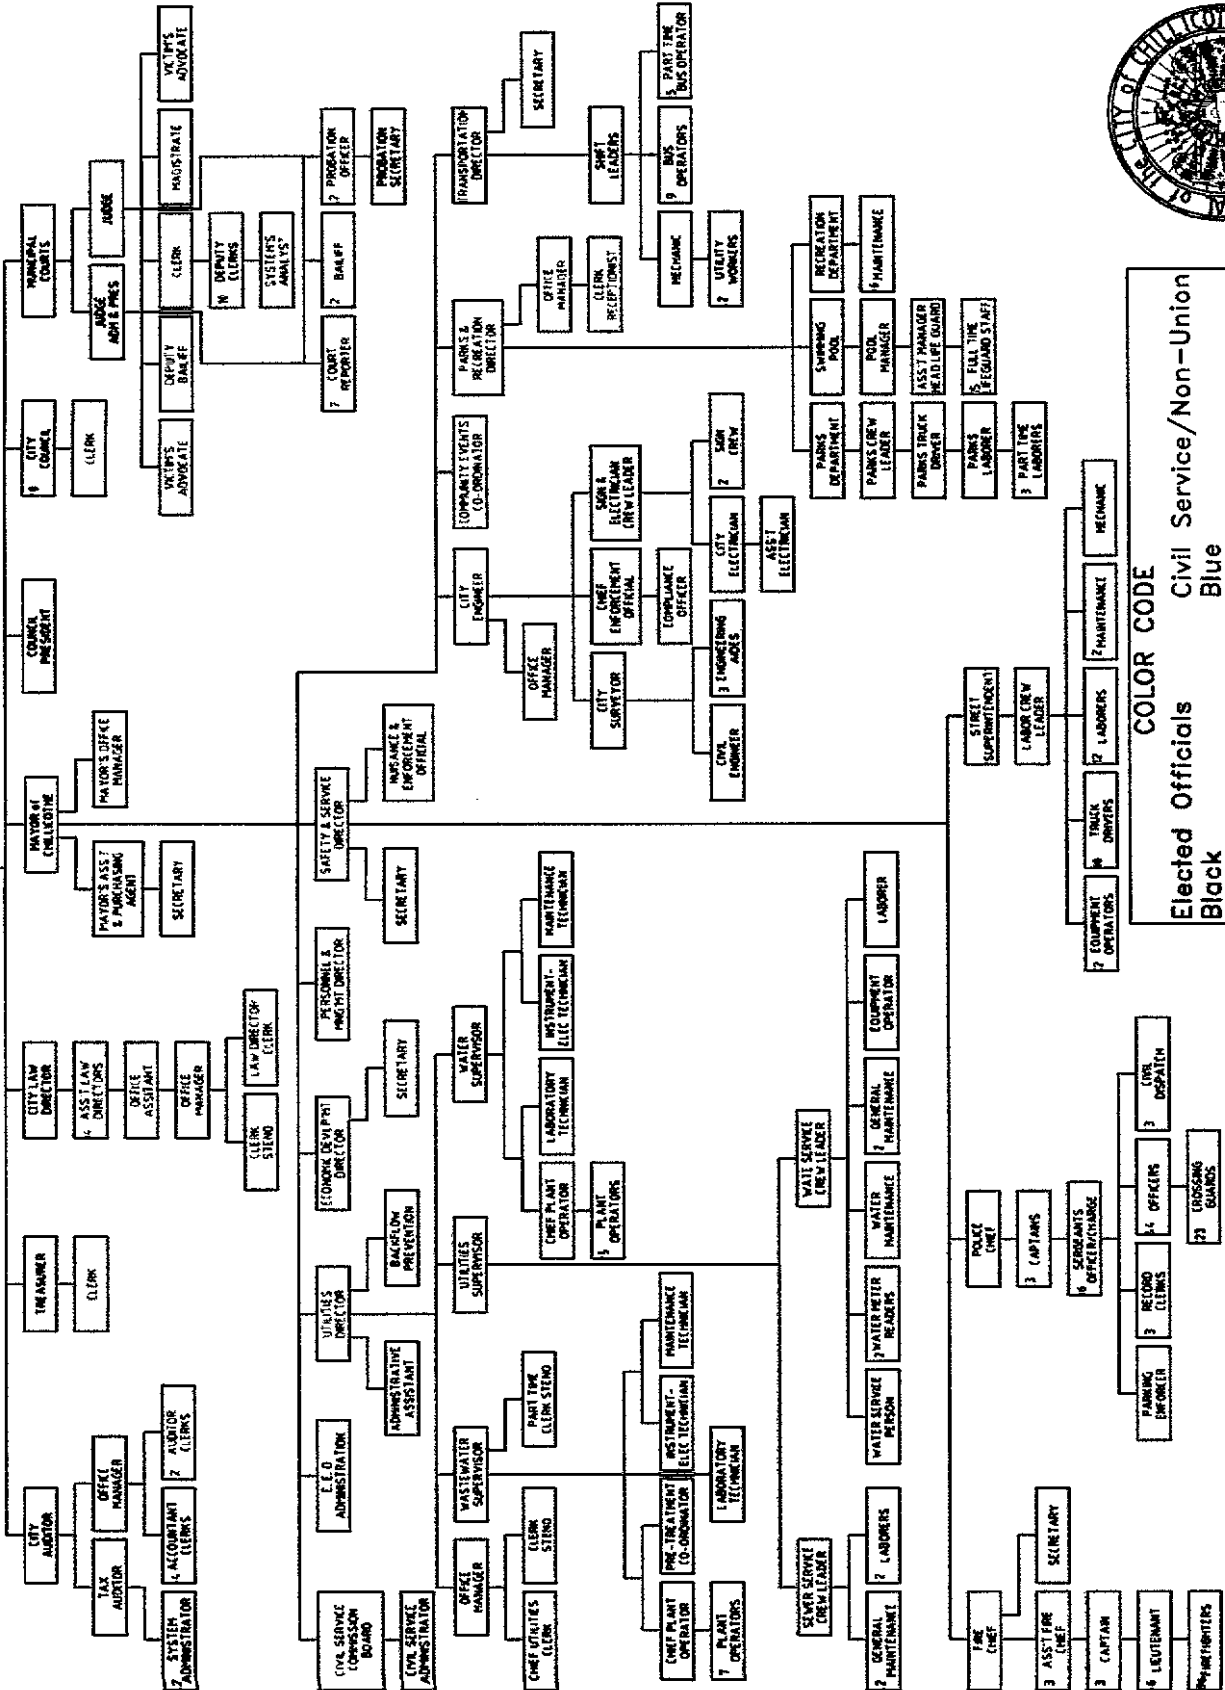 CITY
AUDITOR
TAX
AUDITOR
OFFICE
MANAGER
2 SYSTEM
ADMINISTRATOR
4 ACCOUNTANT
CLERKS
2 AUDITOR
CLERKS
TREASURER
CLERK
CITY LAW
DIRECTOR
4 ASS'T LAW
DIRECTORS
OFFICE
ASSITANT
OFFICE
MANAGER
CLERK
STENO
LAW DIRECTOR
CLERK
MAYOR of
CHILLICOTHE
MAYOR'S ASS'T
& PURCHASING
AGENT
SECRETARY
MAYOR'S OFFICE
MANAGER
COUNCIL
PRESIDENT
CITY
COUNCIL
CLERK
MUNICIPAL
COURTS
JUDGE
ADM & PRES
JUDGE
VICTIM'S
ADVOCATE
DEPUTY
BAILIFF
CLERK
MAGISTRATE
VICTIM'S
ADVOCATE
10 DEPUTY
CLERKS
SYSTEM'S
ANALYST
COURT
REPORTER
2 BAILIFF
2 PROBATION
OFFICER
PROBATION
SECRETARY
CIVIL SERVICE
COMMISSION
BOARD
CIVIL SERVICE
ADMINISTRATOR
E.E.O
ADMINISTRATION
UTILITIES
DIRECTOR
ADMINISTRATIVE
ASSISTANT
BACKFLOW
PREVENTION
ECONOMIC DEVLP'MT
DIRECTOR
SECRETARY
PERSONNEL &
MNG'MT DIRECTOR
SAFETY & SERVICE
DIRECTOR
SECRETARY
NUISANCE &
ENFORCEMENT
OFFICIAL
CITY
ENGINEER
OFFICE
MANAGER
COMMUNITY EVENTS
CO-ORDINATOR
PARKS &
RECREATION
DIRECTOR
OFFICE
MANAGER
CLERK
RECEPTIONIST
TRANSPORTATION
DIRECTOR
SECRETARY
OFFICE
MANAGER
CHIEF UTILITIES
CLERK
CLERK
STENO
WASTEWATER
SUPERVISOR
PART TIME
CLERK STENO
UTILITIES
SUPERVISOR
WATER
SUPERVISOR
CHIEF PLANT
OPERATOR
PRE-TREATMENT
CO-ORDINATOR
INSTRUMENT-
ELEC TECHNICIAN
MAINTENANCE
TECHNICIAN
7 PLANT
OPERATORS
LABORATORY
TECHNICIAN
CHIEF PLANT
OPERATOR
LABORATORY
TECHNICIAN
INSTRUMENT-
ELEC TECHNICIAN
MAINTENANCE
TECHNICIAN
5 PLANT
OPERATORS
CITY
SURVEYOR
CHIEF
ENFORCEMENT
OFFICIAL
SIGN &
ELECTRICIAN
CREW LEADER
COMPLIANCE
OFFICER
CIVIL
ENGINEER
3 ENGINEERING
AIDES
CITY
ELECTRICIAN
2 SIGN
CREW
ASS'T
ELECTRICIAN
SHIFT
LEADERS
MECHANIC
9 BUS
OPERATORS
5 PART TIME
BUS OPERATOR
2 UTILITY
WORKERS
PARKS
DEPARTMENT
SWIMMING
POOL
RECREATION
DEPARTMENT
PARKS CREW
LEADER
POOL
MANAGER
MAINTENANCE
PARKS TRUCK
DRIVER
ASS'T MANAGER
HEAD LIFE GUARD
PARKS
LABORER
15 FULL TIME
LIFEGUARD STAFF
3 PART TIME
LABORERS
SEWER SERVICE
CREW LEADER
2 GENERAL
MAINTENANCE
2 LABORERS
WATE SERVICE
CREW LEADER
WATER SERVICE
PERSON
2 WATER METER
READERS
WATER
MAINTENANCE
2 GENERAL
MAINTENANCE
EQUIPMENT
OPERATOR
LABORER
FIRE
CHIEF
SECRETARY
3 ASS'T FIRE
CHIEF
3 CAPTAIN
6 LIEUTENANT
FIREFIGHTERS
POLICE
CHIEF
3 CAPTAINS
SERGEANTS
OFFICER/CHARGE
PARKING
ENFORCER
3 RECORD
CLERKS
OFFICERS
3 CIVIL
DISPATCH
23 CROSSING
GUARDS
STREET
SUPERINTENDENT
LABOR CREW
LEADER
EQUIPMENT
OPERATORS
TRUCK
DRIVERS
12 LABORERS
2 MAINTENANCE
MECHANIC
COLOR CODE
Elected Officials
Black
Civil Service/Non-Union
Blue
of the CITY of